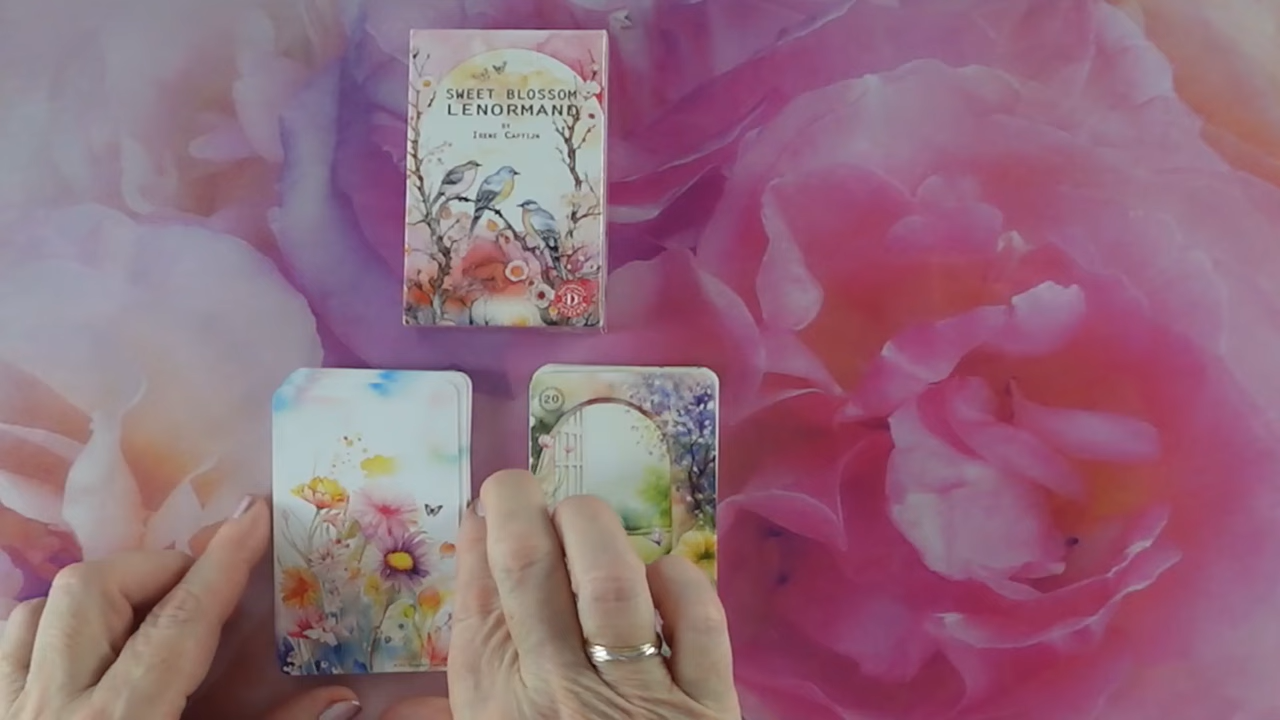 SWEET BLOSSOM
LENORMAND
BY
IRENE CAFTIJN
D
20